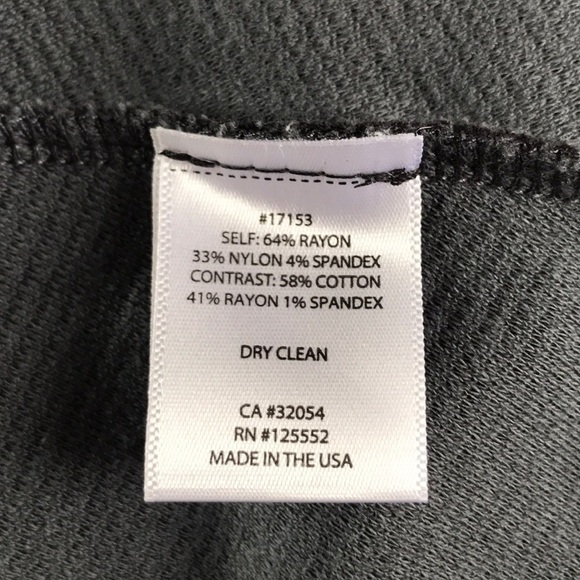 #17153
SELF: 64% RAYON
33% NYLON 4% SPANDEX
CONTRAST: 58% COTTON
41% RAYON 1% SPANDEX
DRY CLEAN
CA #32054
RN #125552
MADE IN THE USA